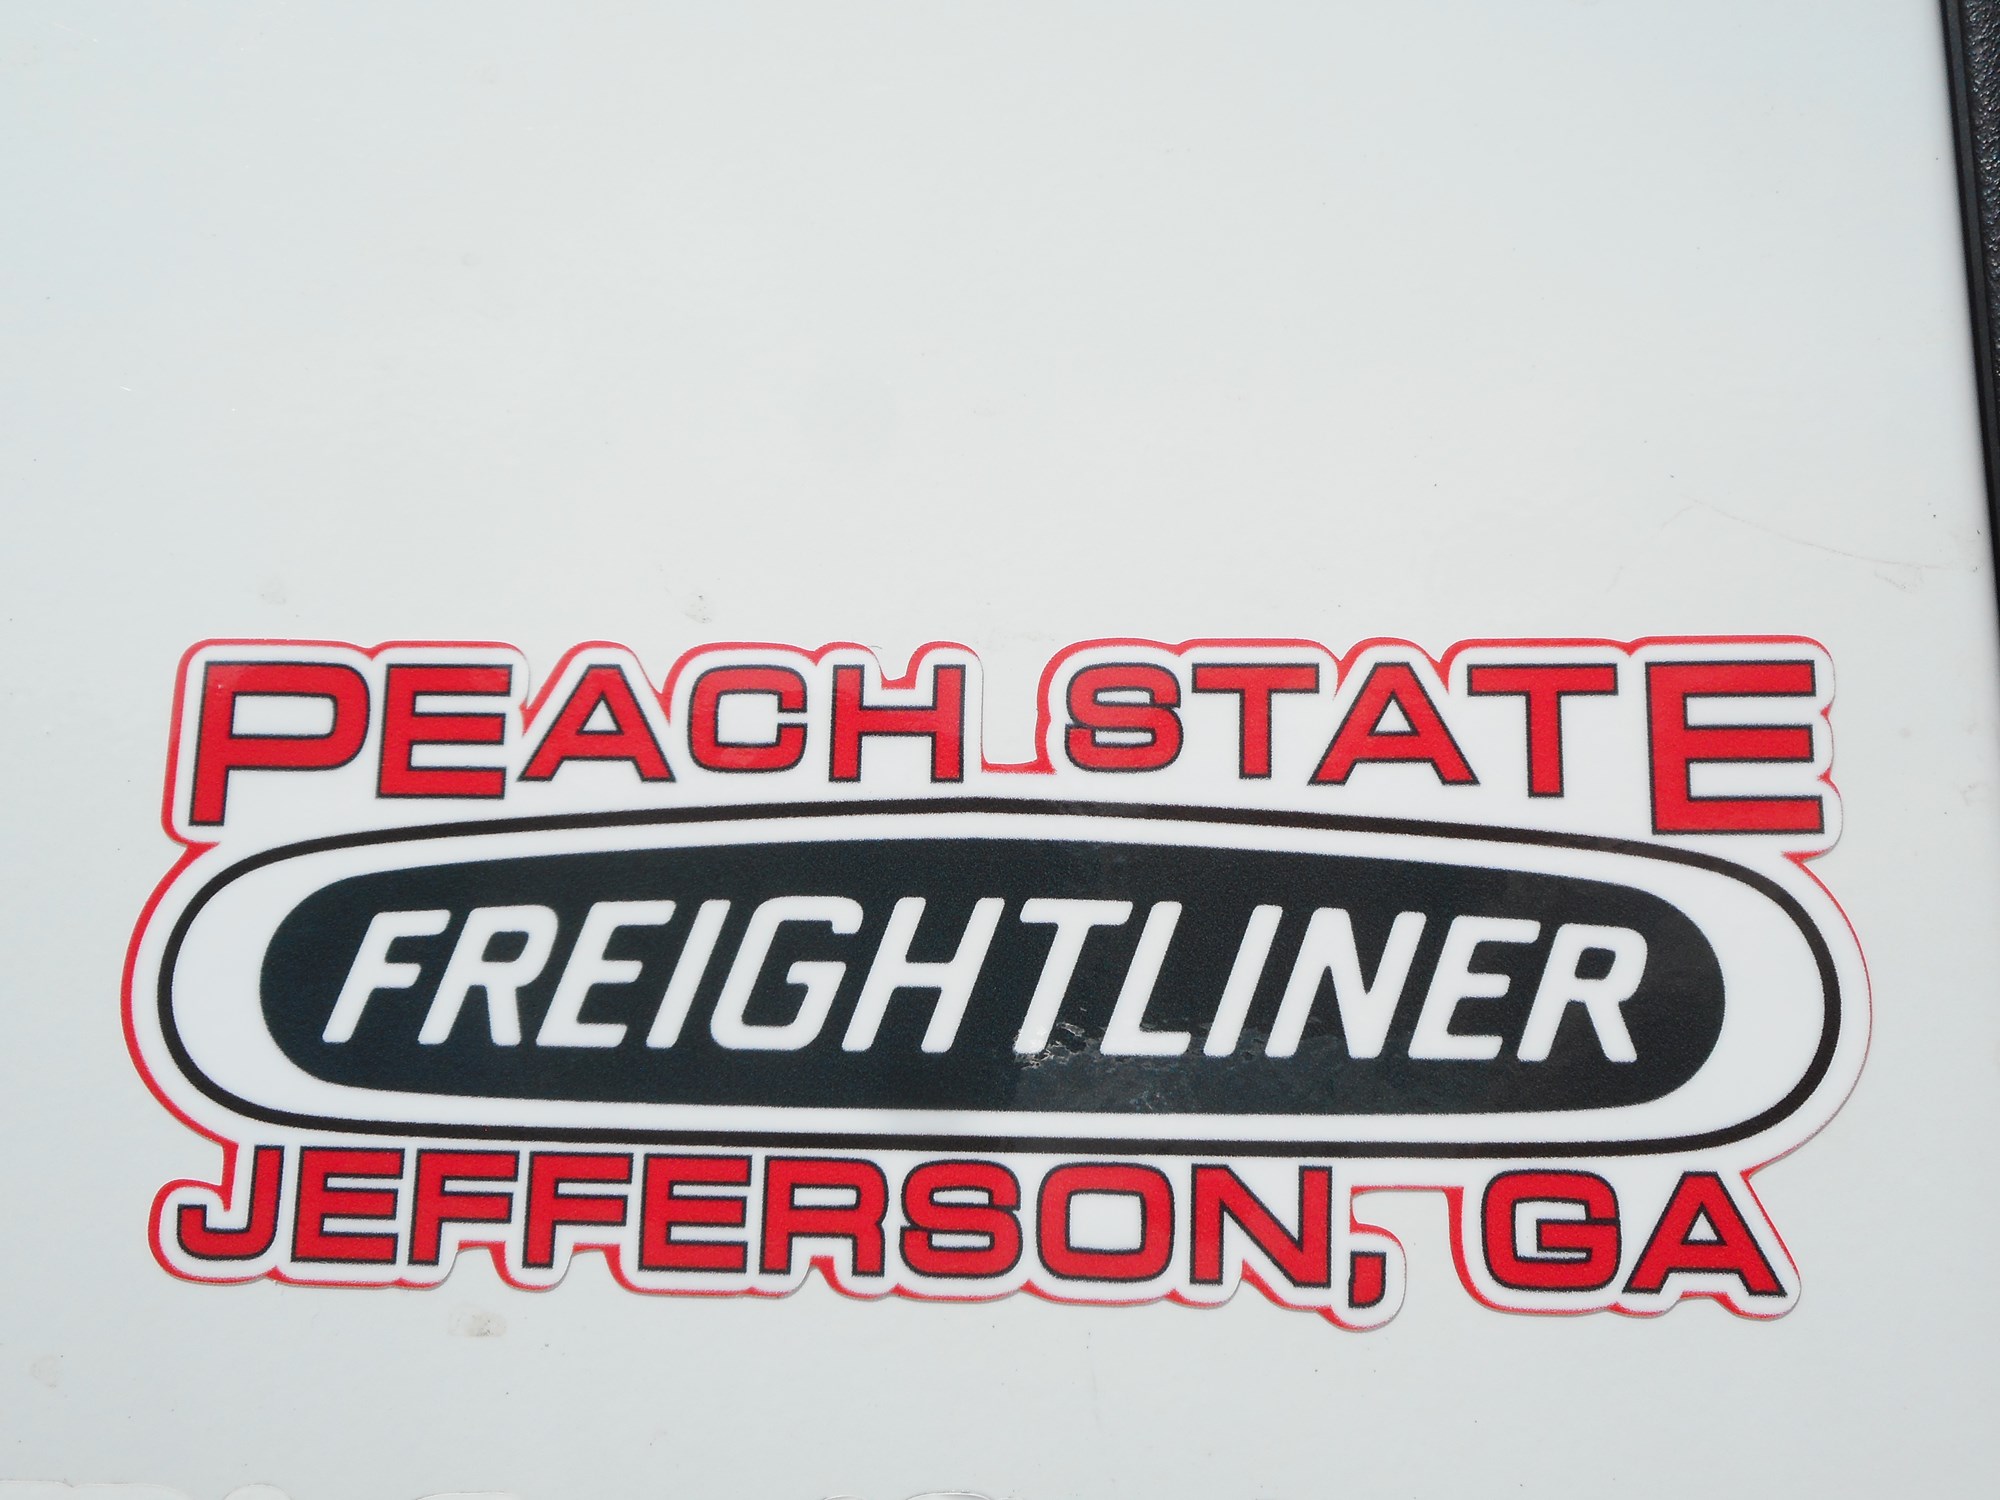 PEACH STATE
FREIGHTLINER
JEFFERSON, GA